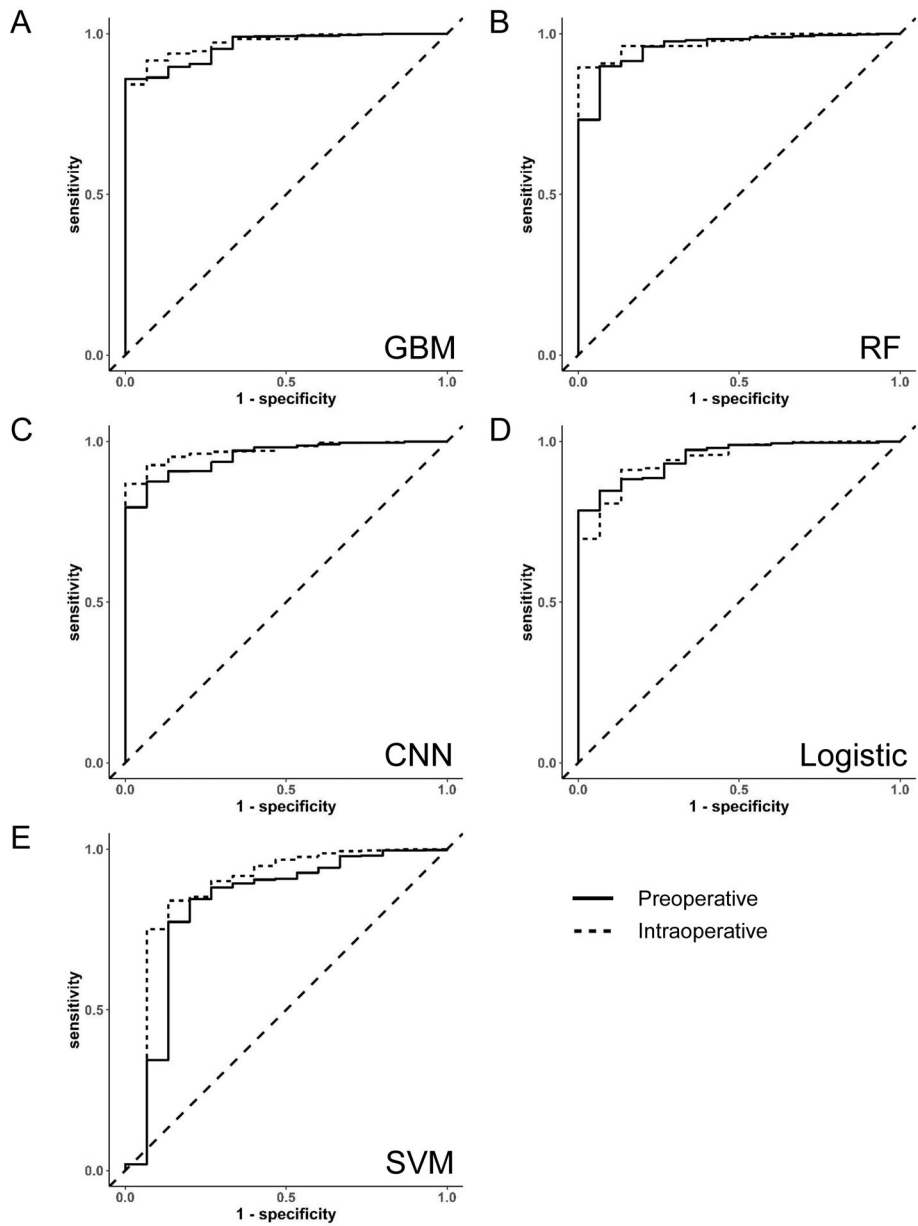 A
1.0
sensitivity
0.5
0.0
GBM
0.0 0.5 1.0
1 - specificity
B
1.0
sensitivity
0.5
0.0
RF
0.0 0.5 1.0
1 - specificity
C
1.0
sensitivity
0.5
0.0
CNN
0.0 0.5 1.0
1 - specificity
D
1.0
sensitivity
0.5
0.0
Logistic
0.0 0.5 1.0
1 - specificity
E
1.0
sensitivity
0.5
0.0
SVM
0.0 0.5 1.0
1 - specificity
Preoperative
Intraoperative